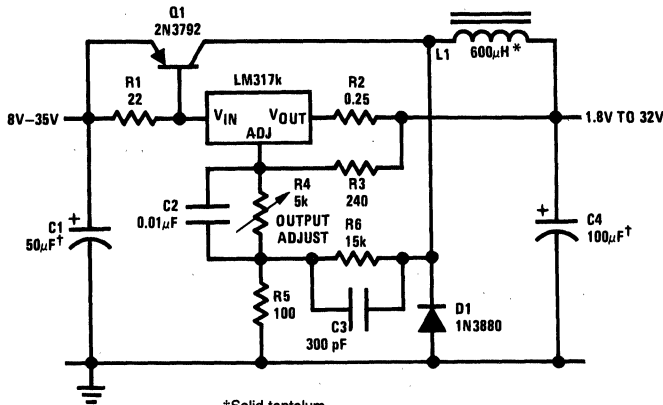 Q1
2N3792
L1
600μH*
R1
22
LM317k
VIN
VOUT
ADJ
R2
0.25
8V–35V
1.8V TO 32V
R3
240
R4
5k
OUTPUT
ADJUST
C2
0.01μF
C1
+
50μF†
R6
15k
C4
+
100μF†
R5
100
C3
300 pF
D1
1N3880
†Solid tantalum